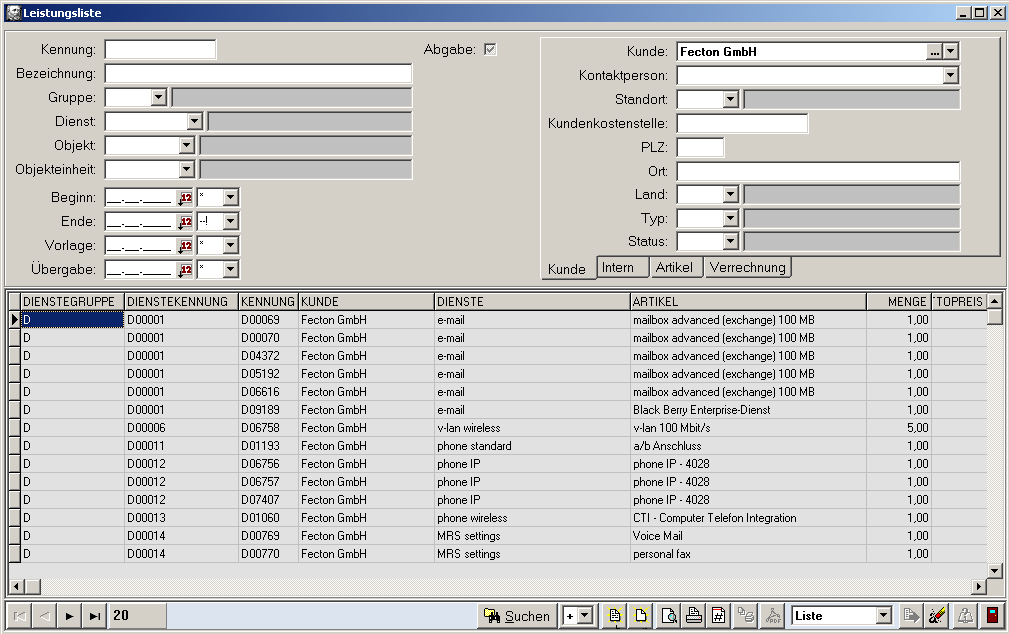 Leistungsliste
Kennung:
Abgabe:
Bezeichnung:
Gruppe:
Dienst:
Objekt:
Objekteinheit:
Beginn: __.__.____ 12 *
Ende: __.__.____ 12 --!
Vorlage: __.__.____ 12 *
Übergabe: __.__.____ 12 *
Kunde: Fecton GmbH ...
Kontaktperson:
Standort:
Kundenkostenstelle:
PLZ:
Ort:
Land:
Typ:
Status:
Kunde Intern Artikel Verrechnung
DIENSTEGRUPPE DIENSTEKENNUNG KENNUNG KUNDE DIENSTE ARTIKEL MENGE TOPREIS
D D00001 D00069 Fecton GmbH e-mail mailbox advanced (exchange) 100 MB 1,00
D D00001 D00070 Fecton GmbH e-mail mailbox advanced (exchange) 100 MB 1,00
D D00001 D04372 Fecton GmbH e-mail mailbox advanced (exchange) 100 MB 1,00
D D00001 D05192 Fecton GmbH e-mail mailbox advanced (exchange) 100 MB 1,00
D D00001 D06616 Fecton GmbH e-mail mailbox advanced (exchange) 100 MB 1,00
D D00001 D09189 Fecton GmbH e-mail Black Berry Enterprise-Dienst 1,00
D D00006 D06758 Fecton GmbH v-lan wireless v-lan 100 Mbit/s 5,00
D D00011 D01193 Fecton GmbH phone standard a/b Anschluss 1,00
D D00012 D06756 Fecton GmbH phone IP phone IP - 4028 1,00
D D00012 D06757 Fecton GmbH phone IP phone IP - 4028 1,00
D D00012 D07407 Fecton GmbH phone IP phone IP - 4028 1,00
D D00013 D01060 Fecton GmbH phone wireless CTI - Computer Telefon Integration 1,00
D D00014 D00769 Fecton GmbH MRS settings Voice Mail 1,00
D D00014 D00770 Fecton GmbH MRS settings personal fax 1,00
20 Suchen + # PDF Liste